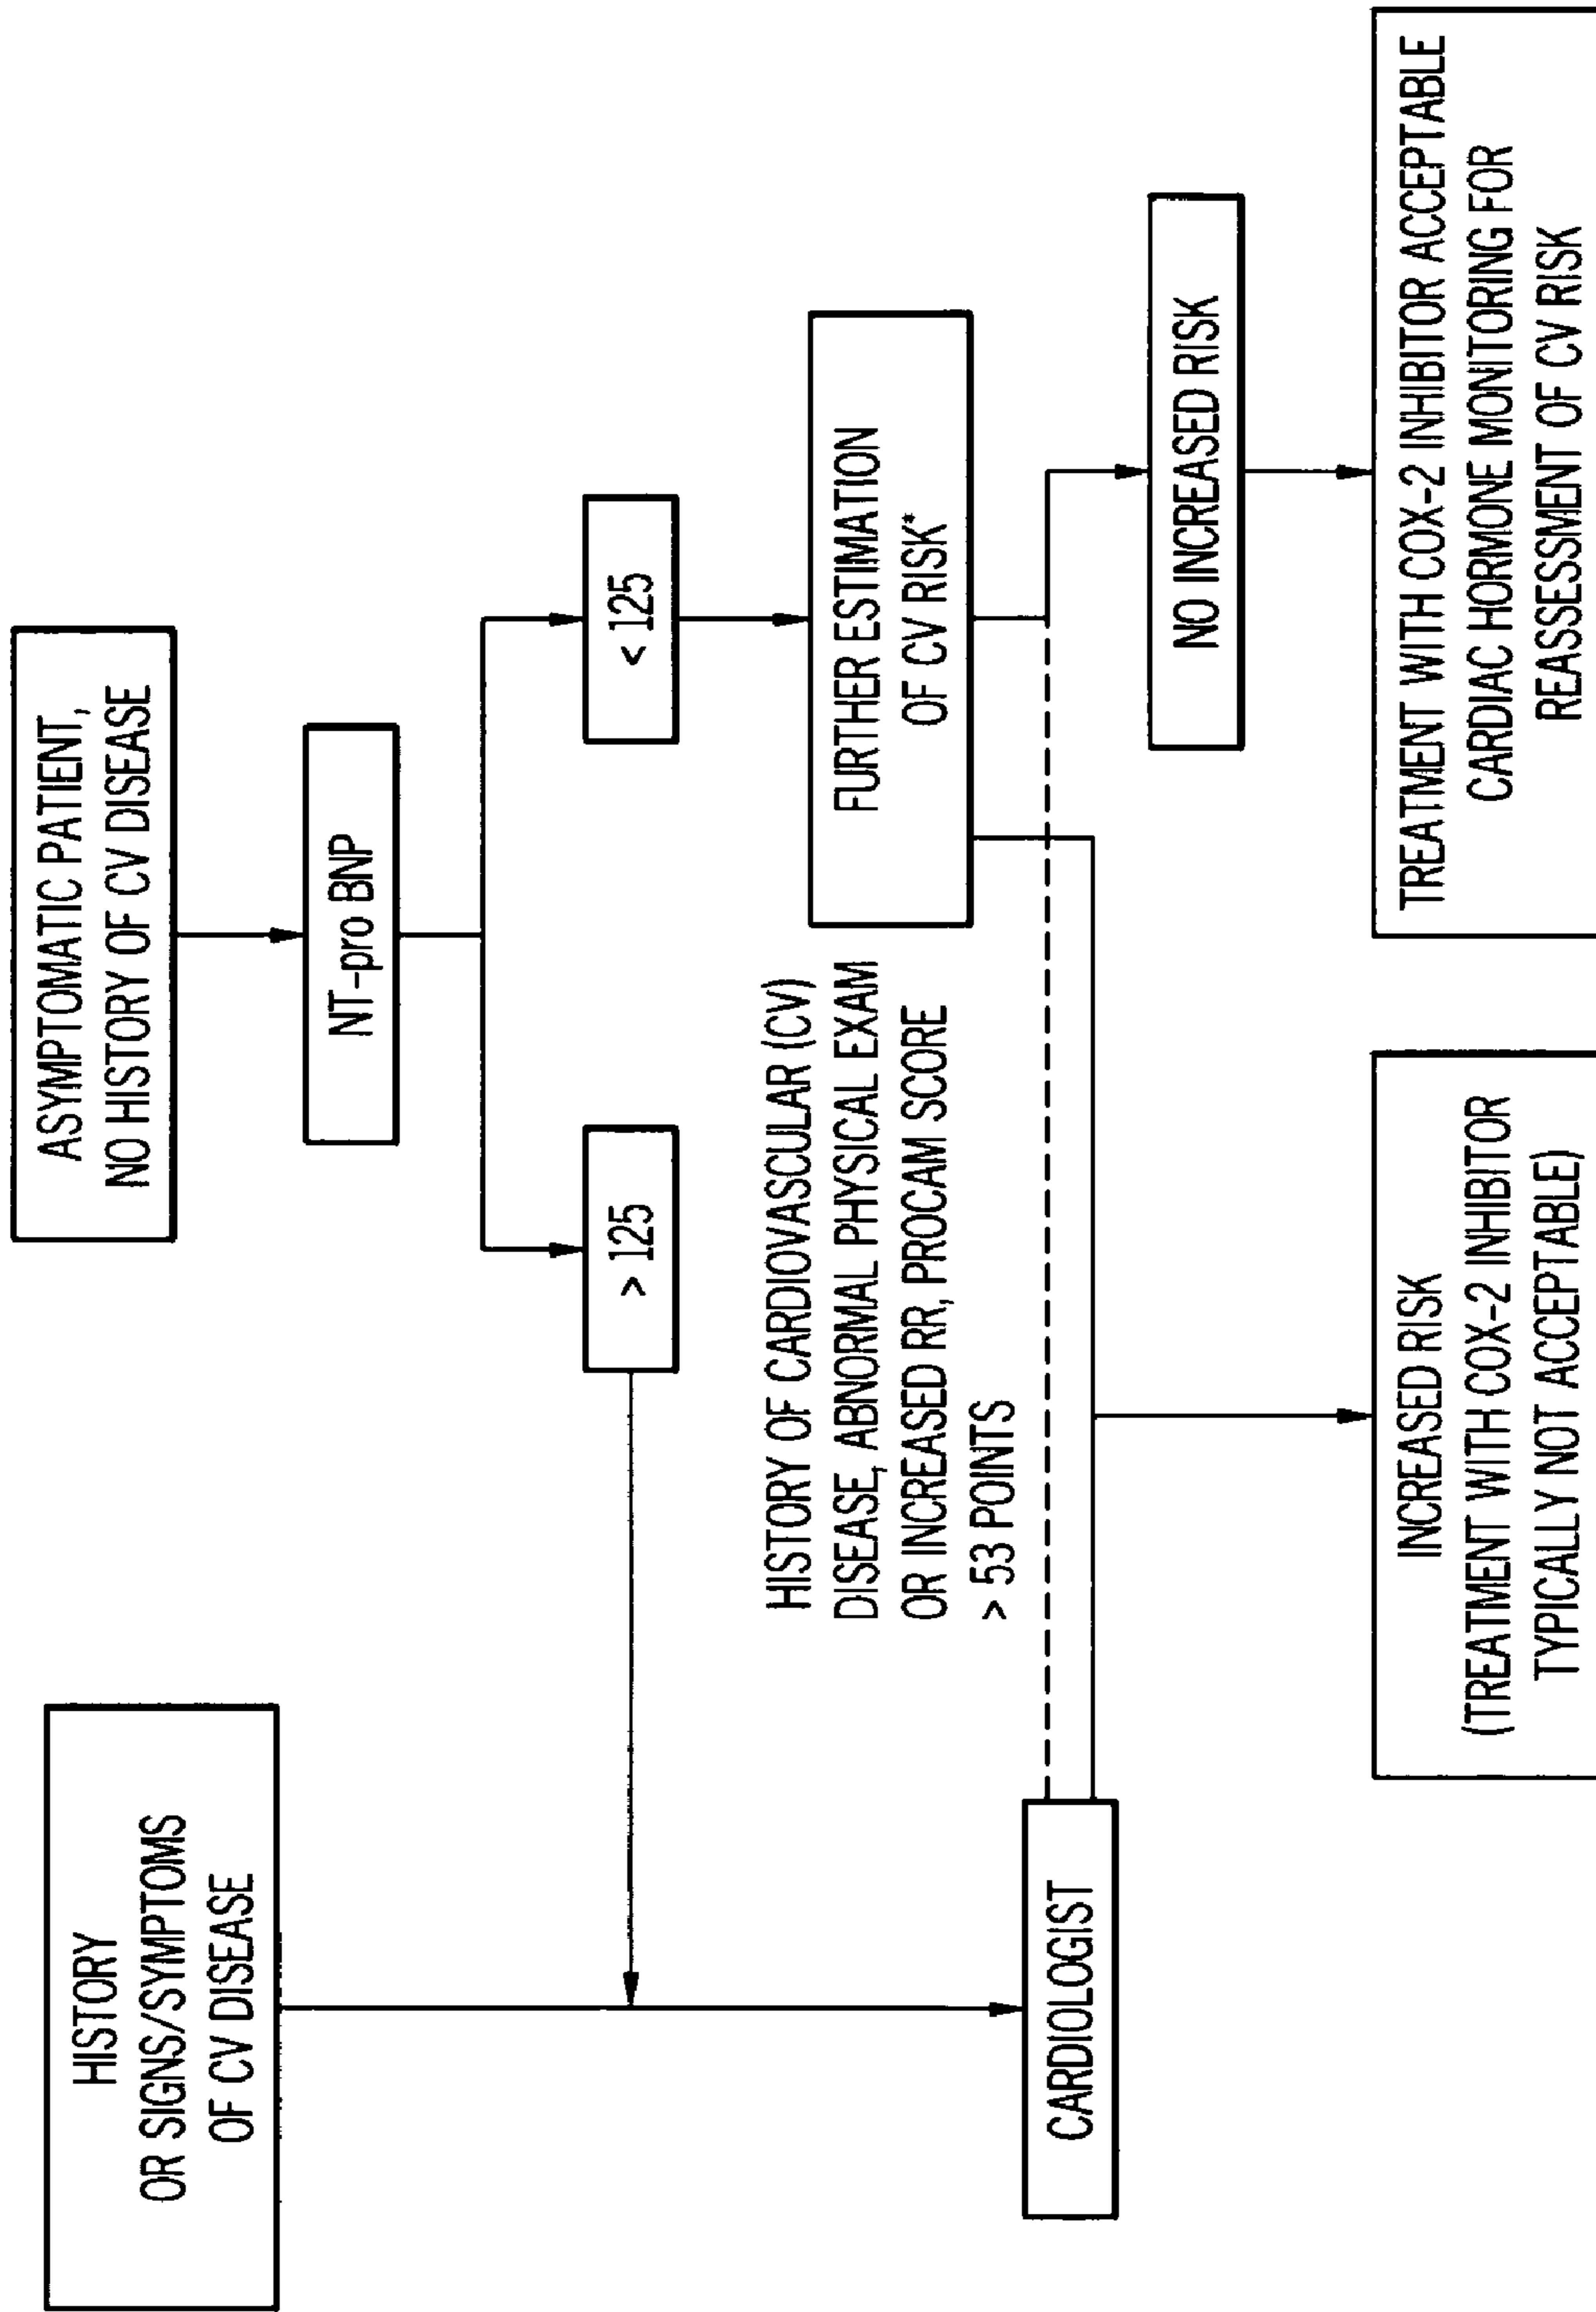 HISTORY
OR SIGNS/SYMPTOMS
OF CV DISEASE
ASYMPTOMATIC PATIENT,
NO HISTORY OF CV DISEASE
NT-pro BNP
> 125
< 125
HISTORY OF CARDIOVASCULAR (CV)
DISEASE, ABNORMAL PHYSICAL EXAM
OR INCREASED RR, PROCAM SCORE
> 53 POINTS
FURTHER ESTIMATION
OF CV RISK*
CARDIOLOGIST
NO INCREASED RISK
INCREASED RISK
(TREATMENT WITH COX-2 INHIBITOR
TYPICALLY NOT ACCEPTABLE)
TREATMENT WITH COX-2 INHIBITOR ACCEPTABLE
CARDIAC HORMONE MONITORING FOR
REASSESSMENT OF CV RISK